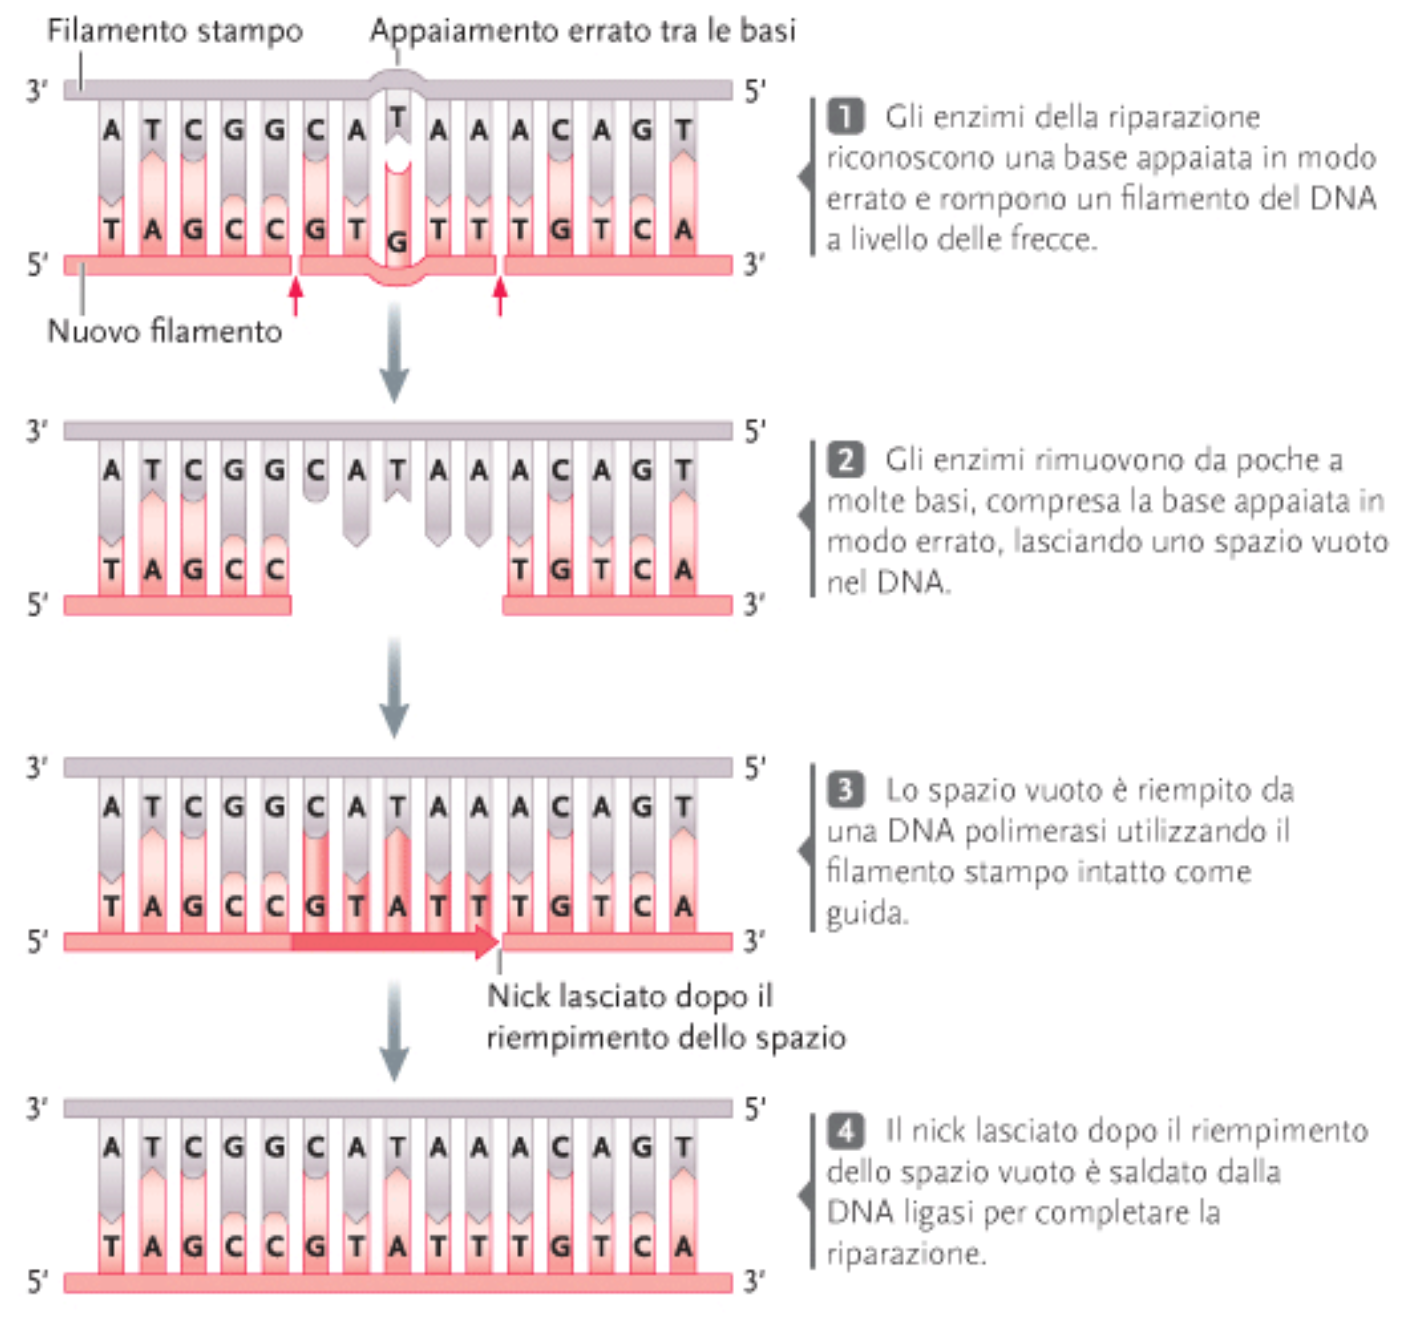 Filamento stampo
Appaiamento errato tra le basi
3′ 5′
A T C G G C A T A A A C A G T
T A G C C G T G T T T G T C A
5′ 3′
Nuovo filamento
1 Gli enzimi della riparazione
riconoscono una base appaiata in modo
errato e rompono un filamento del DNA
a livello delle frecce.
3′ 5′
A T C G G C A T A A A C A G T
T A G C C T G T C A
5′ 3′
2 Gli enzimi rimuovono da poche a
molte basi, compresa la base appaiata in
modo errato, lasciando uno spazio vuoto
nel DNA.
3′ 5′
A T C G G C A T A A A C A G T
T A G C C G T A T T T G T C A
5′ 3′
Nick lasciato dopo il
riempimento dello spazio
3 Lo spazio vuoto è riempito da
una DNA polimerasi utilizzando il
filamento stampo intatto come
guida.
3′ 5′
A T C G G C A T A A A C A G T
T A G C C G T A T T T G T C A
5′ 3′
4 Il nick lasciato dopo il riempimento
dello spazio vuoto è saldato dalla
DNA ligasi per completare la
riparazione.